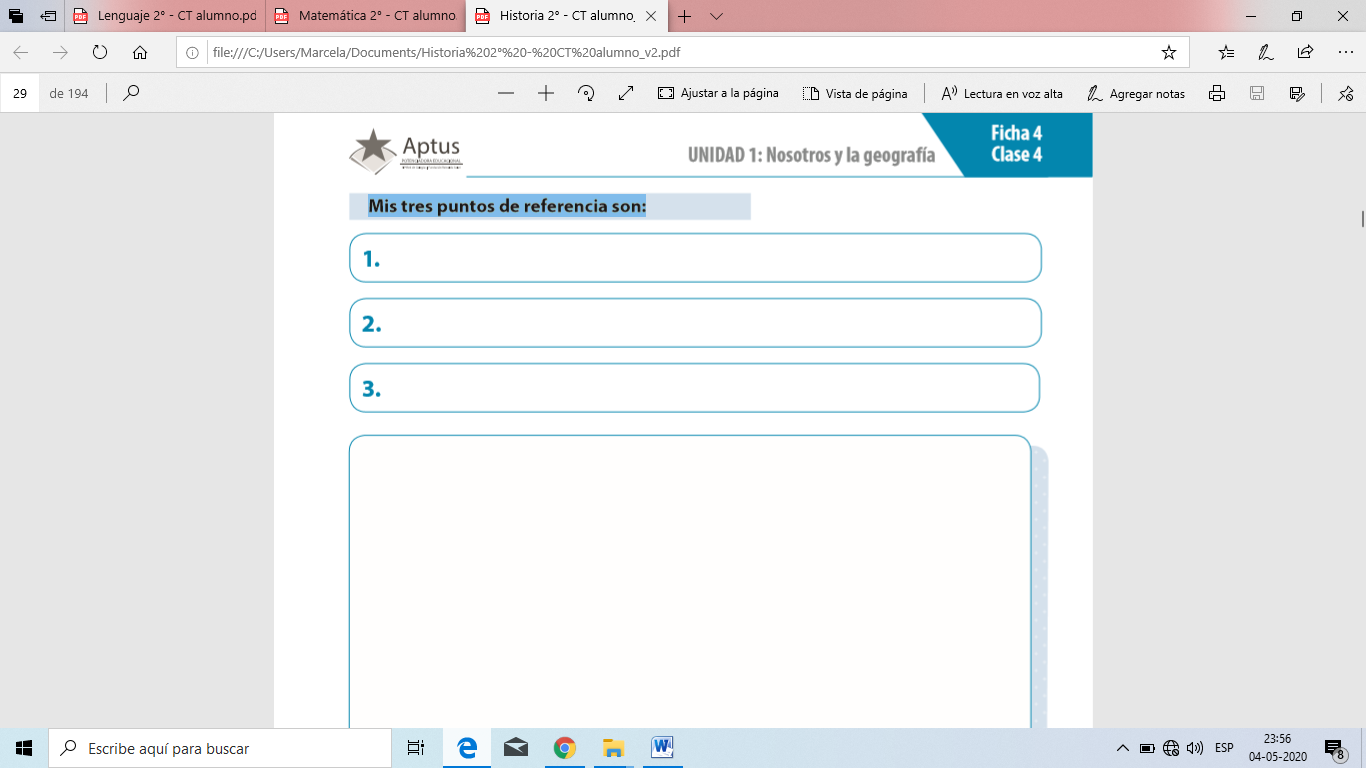 Lenguaje 2° - CT alumno.pd
Matemática 2° - CT alumno.
Historia 2° - CT alumno_
file:///C:/Users/Marcela/Documents/Historia%202°%20-%20CT%20alumno_v2.pdf
29 de 194
Ajustar a la página
Vista de página
Lectura en voz alta
Agregar notas
Aptus
UNIDAD 1: Nosotros y la geografía
Ficha 4
Clase 4
Mis tres puntos de referencia son:
1.
2.
3.
Escribe aquí para buscar
ESP
23:56
04-05-2020
8